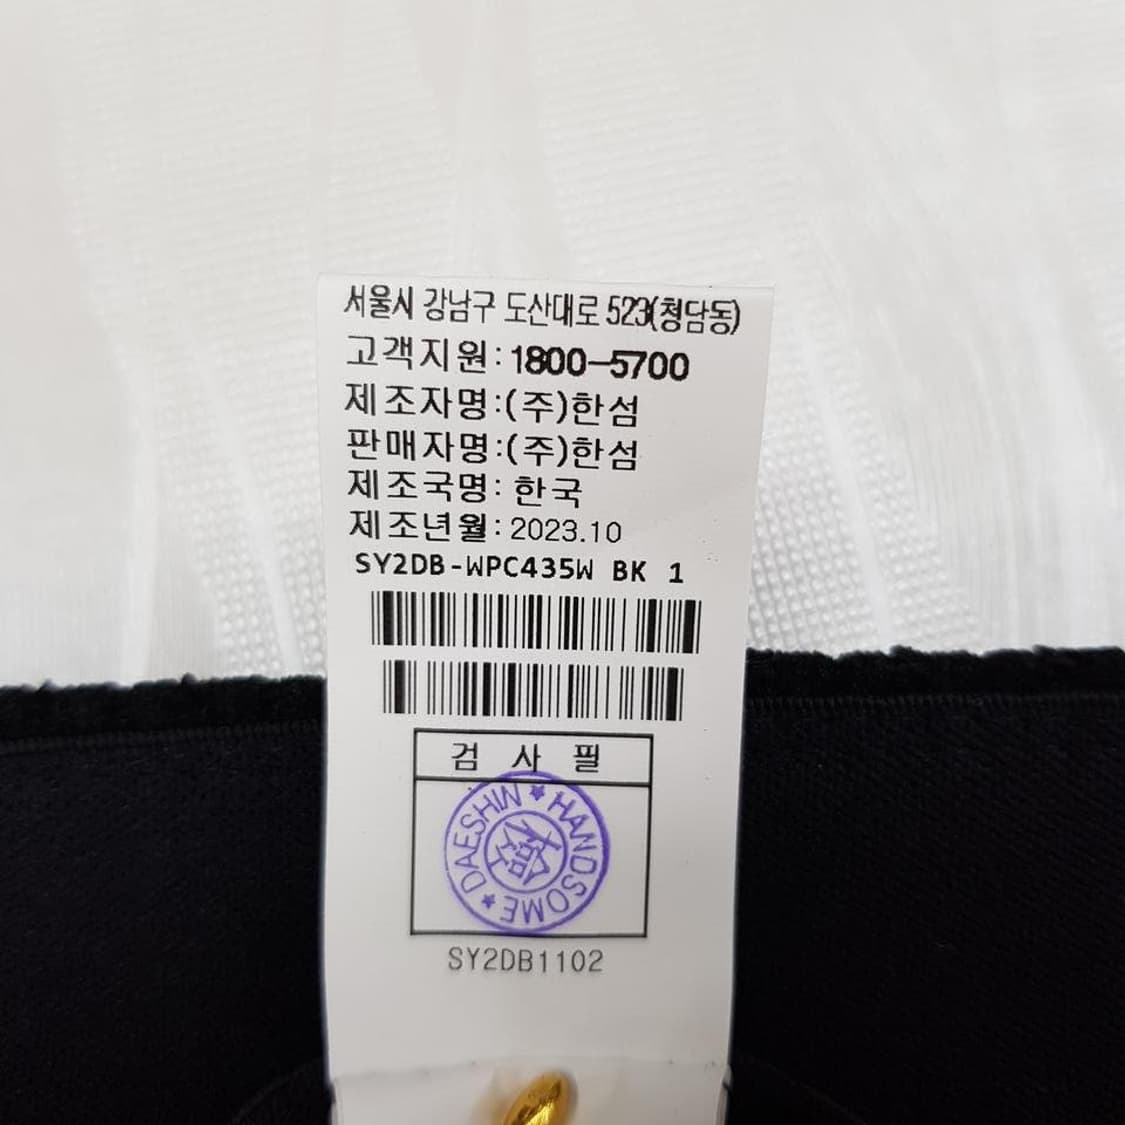 서울시 강남구 도산대로 523(청담동)
고객지원:1800-5700
제조자명:(주)한섬
판매자명:(주)한섬
제조국명: 한국
제조년월: 2023.10
SY2DB-WPC435W BK 1
검 사 필
DAESHIN ★ HANDSOME ★
檢
SY2DB1102